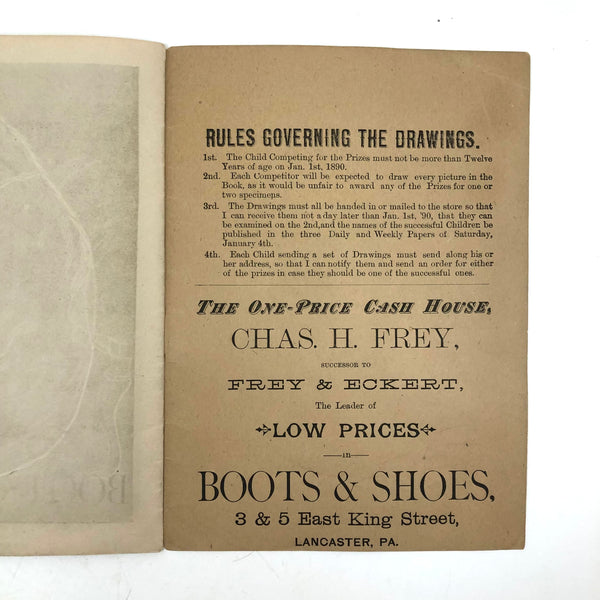 RULES GOVERNING THE DRAWINGS.
1st. The Child Competing for the Prizes must not be more than Twelve
Years of age on Jan. 1st, 1890.
2nd. Each Competitor will be expected to draw every picture in the
Book, as it would be unfair to award any of the Prizes for one or
two specimens.
3rd. The Drawings must all be handed in or mailed to the store so that
I can receive them not a day later than Jan. 1st, '90, that they can
be examined on the 2nd, and the names of the successful Children be
published in the three Daily and Weekly Papers of Saturday,
January 4th.
4th. Each Child sending a set of Drawings must send along his or
her address, so that I can notify them and send an order for either
of the prizes in case they should be one of the successful ones.
THE ONE-PRICE CASH HOUSE,
CHAS. H. FREY,
SUCCESSOR TO
FREY & ECKERT,
The Leader of
LOW PRICES
in
BOOTS & SHOES,
3 & 5 East King Street,
LANCASTER, PA.